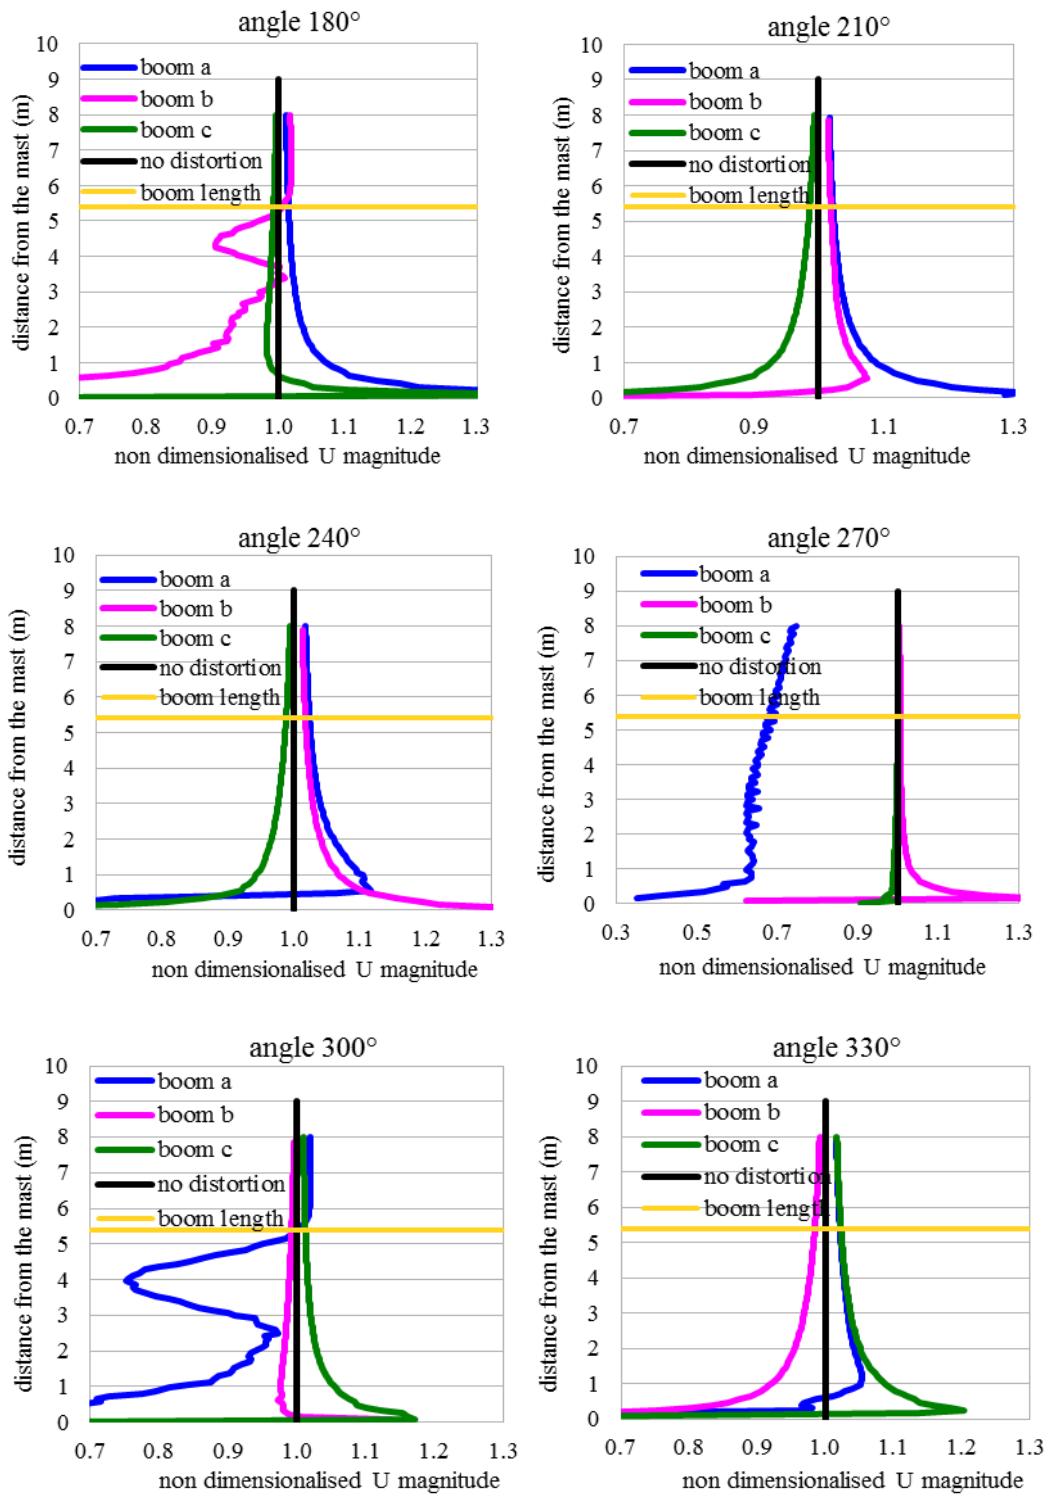 angle 180°
10
9
8
7
6
5
4
3
2
1
0
distance from the mast (m)
boom a
boom b
boom c
no distortion
boom length
0.7 0.8 0.9 1.0 1.1 1.2 1.3
non dimensionalised U magnitude
angle 210°
10
9
8
7
6
5
4
3
2
1
0
distance from the mast (m)
boom a
boom b
boom c
no distortion
boom length
0.7 0.9 1.0 1.1 1.3
non dimensionalised U magnitude
angle 240°
10
9
8
7
6
5
4
3
2
1
0
distance from the mast (m)
boom a
boom b
boom c
no distortion
boom length
0.7 0.8 0.9 1.0 1.1 1.2 1.3
non dimensionalised U magnitude
angle 270°
10
9
8
7
6
5
4
3
2
1
0
distance from the mast (m)
boom a
boom b
boom c
no distortion
boom length
0.3 0.5 0.7 0.9 1.0 1.1 1.3
non dimensionalised U magnitude
angle 300°
10
9
8
7
6
5
4
3
2
1
0
distance from the mast (m)
boom a
boom b
boom c
no distortion
boom length
0.7 0.8 0.9 1.0 1.1 1.2 1.3
non dimensionalised U magnitude
angle 330°
10
9
8
7
6
5
4
3
2
1
0
distance from the mast (m)
boom a
boom b
boom c
no distortion
boom length
0.7 0.8 0.9 1.0 1.1 1.2 1.3
non dimensionalised U magnitude